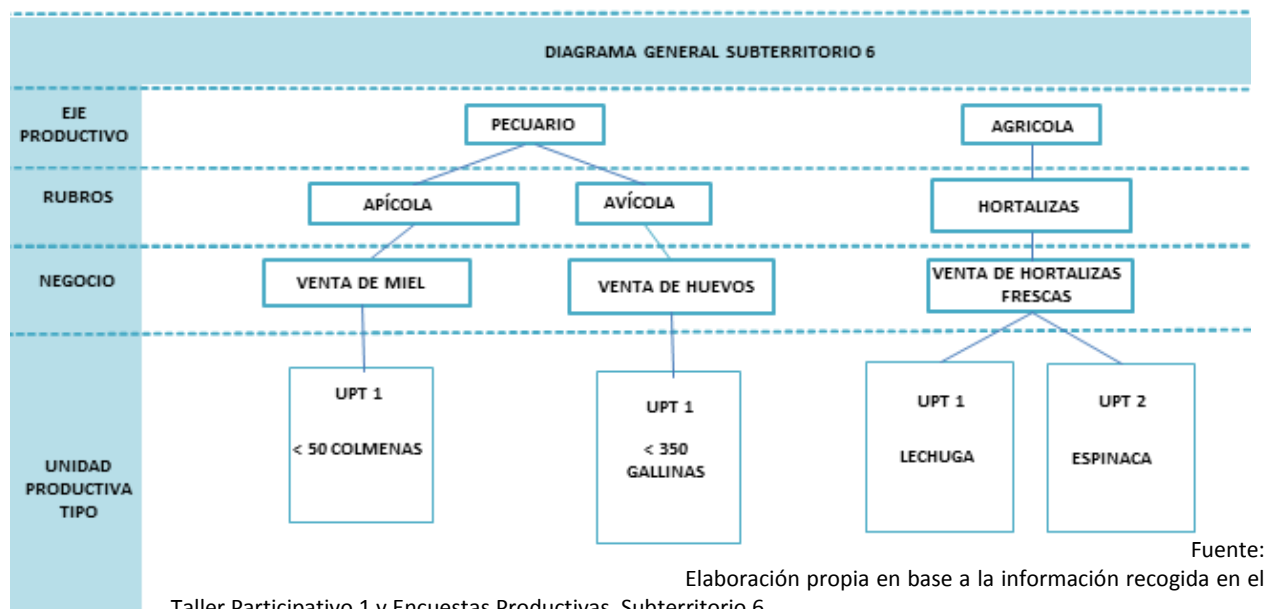 DIAGRAMA GENERAL SUBTERRITORIO 6
EJE
PRODUCTIVO
PECUARIO
AGRICOLA
RUBROS
APÍCOLA
AVÍCOLA
HORTALIZAS
NEGOCIO
VENTA DE MIEL
VENTA DE HUEVOS
VENTA DE HORTALIZAS
FRESCAS
UNIDAD
PRODUCTIVA
TIPO
UPT 1
< 50 COLMENAS
UPT 1
< 350
GALLINAS
UPT 1
LECHUGA
UPT 2
ESPINACA
Fuente:
Elaboración propia en base a la información recogida en el
Taller Participativo 1 y Encuestas Productivas, Subterritorio 6